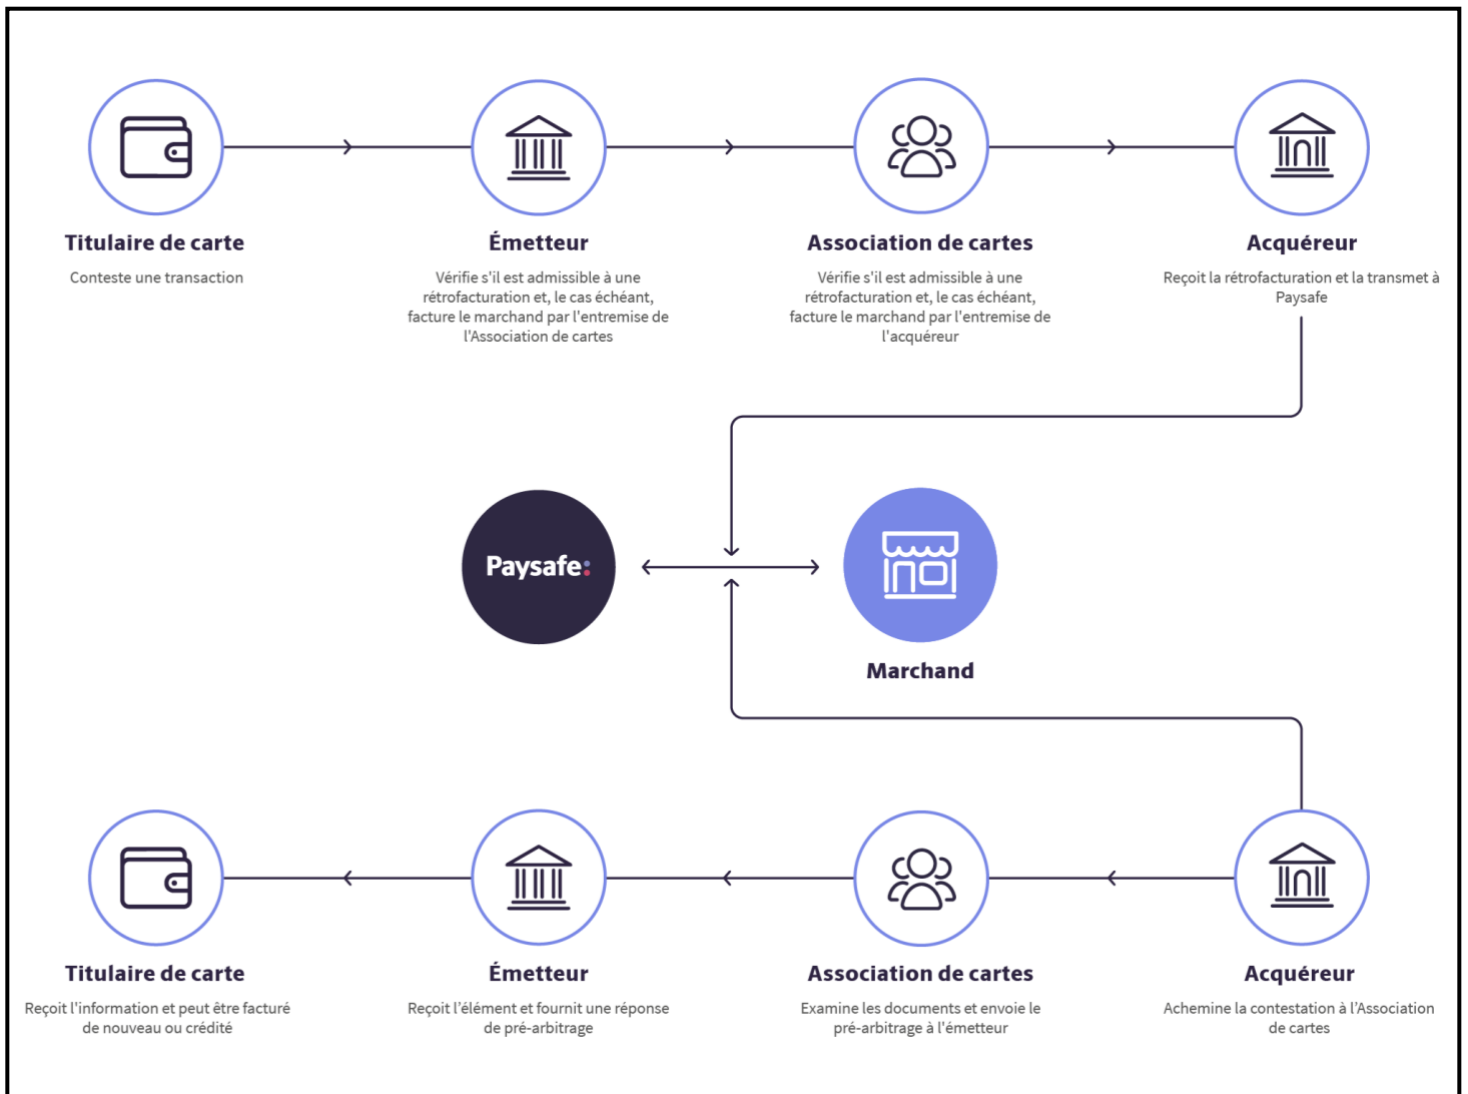 Titulaire de carte
Conteste une transaction
Émetteur
Vérifie s'il est admissible à une
rétrofacturation et, le cas échéant,
facture le marchand par l'entremise de
l'Association de cartes
Association de cartes
Vérifie s'il est admissible à une
rétrofacturation et, le cas échéant,
facture le marchand par l'entremise de
l'acquéreur
Acquéreur
Reçoit la rétrofacturation et la transmet à
Paysafe
Paysafe:
Marchand
Titulaire de carte
Reçoit l'information et peut être facturé
de nouveau ou crédité
Émetteur
Reçoit l’élément et fournit une réponse
de pré-arbitrage
Association de cartes
Examine les documents et envoie le
pré-arbitrage à l'émetteur
Acquéreur
Achemine la contestation à l’Association
de cartes